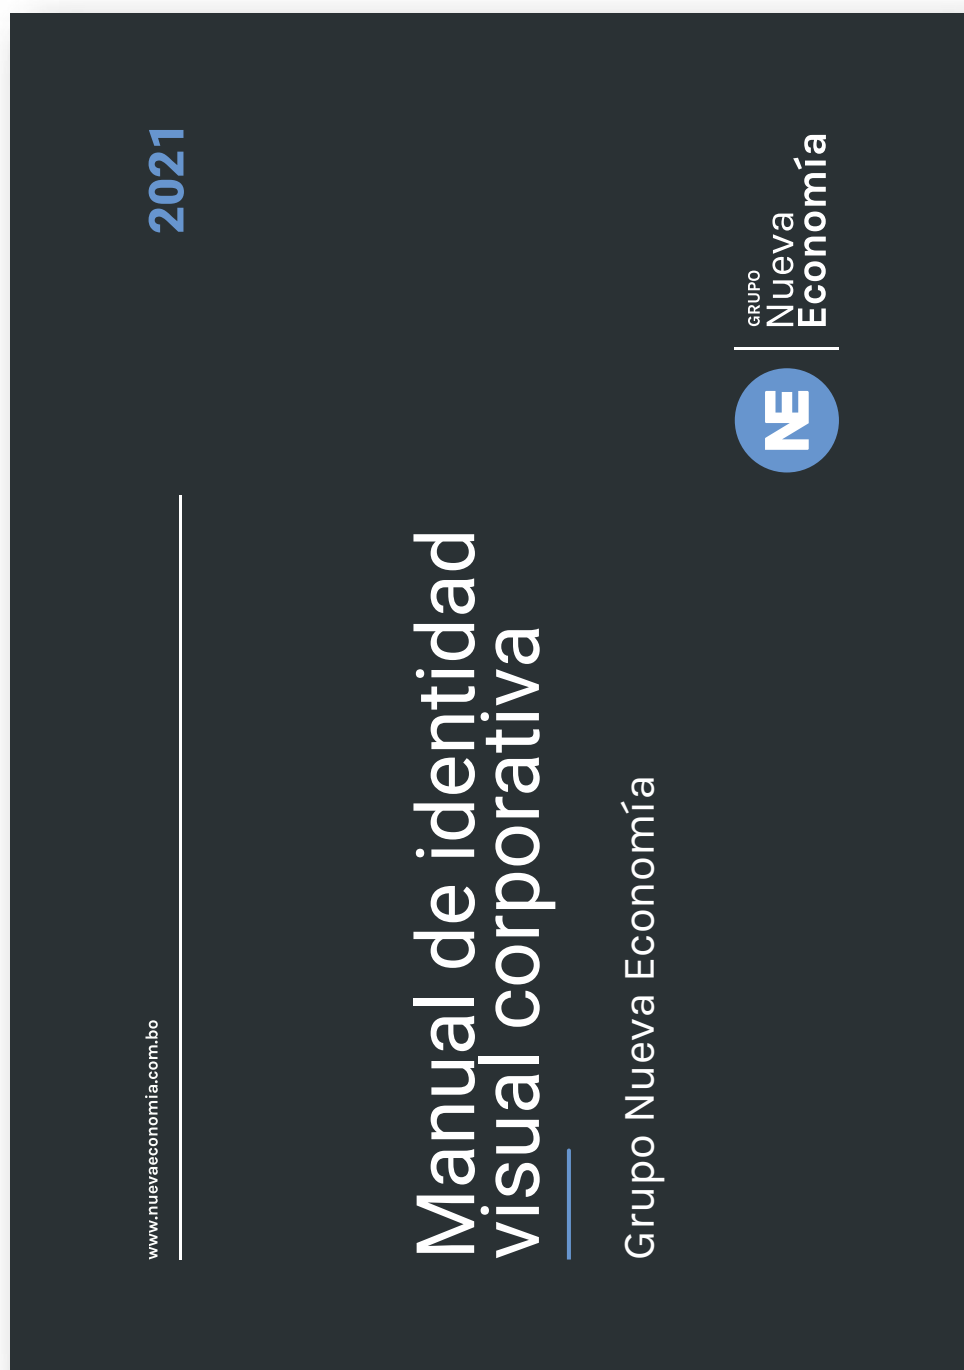 www.nuevaeconomia.com.bo
2021
Manual de identidad
visual corporativa
Grupo Nueva Economía
NE
GRUPO
Nueva
Economía